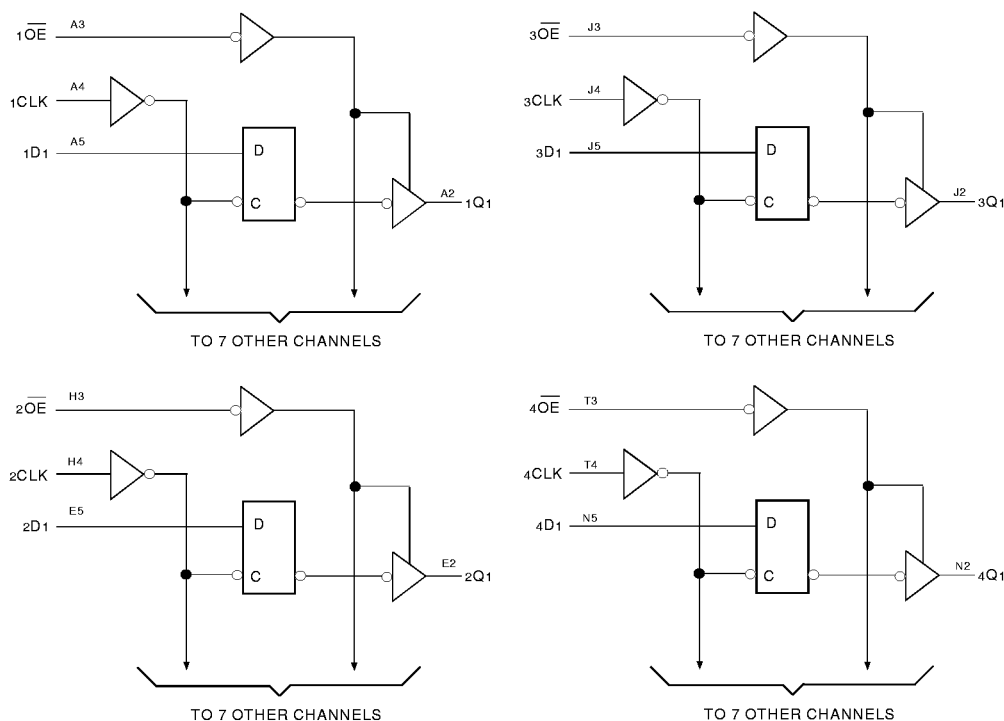 1OE A3
1CLK A4
1D1 A5
D
C
A2 1Q1
TO 7 OTHER CHANNELS
3OE J3
3CLK J4
3D1 J5
D
C
J2 3Q1
TO 7 OTHER CHANNELS
2OE H3
2CLK H4
2D1 E5
D
C
E2 2Q1
TO 7 OTHER CHANNELS
4OE T3
4CLK T4
4D1 N5
D
C
N2 4Q1
TO 7 OTHER CHANNELS